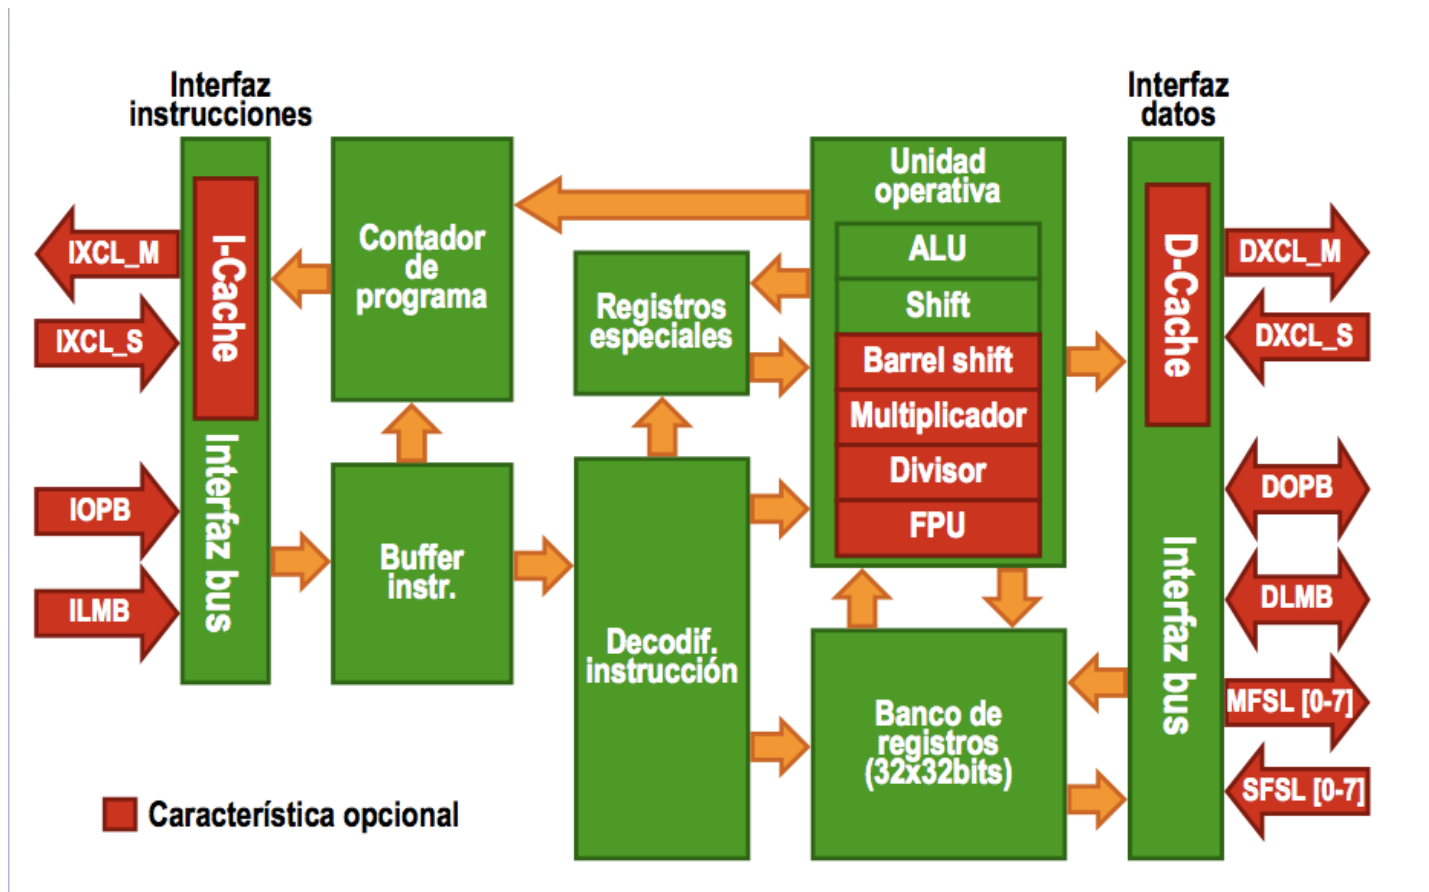 Interfaz
instrucciones
I-Cache
Interfaz bus
IXCL_M
IXCL_S
IOPB
ILMB
Contador
de
programa
Buffer
instr.
Registros
especiales
Decodif.
instrucción
Unidad
operativa
ALU
Shift
Barrel shift
Multiplicador
Divisor
FPU
Banco de
registros
(32x32bits)
Interfaz
datos
D-Cache
Interfaz bus
DXCL_M
DXCL_S
DOPB
DLMB
MFSL [0-7]
SFSL [0-7]
Característica opcional